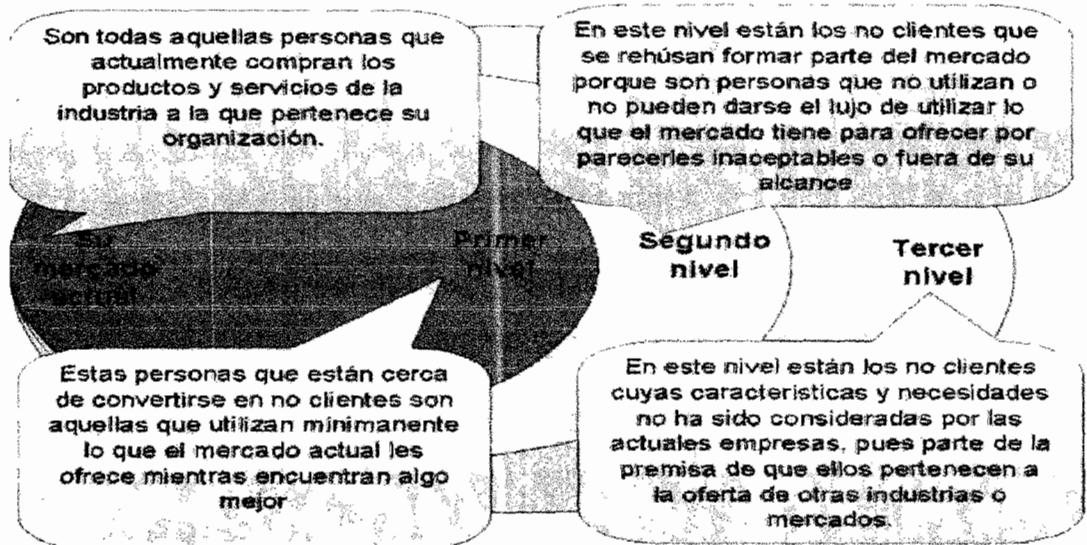 Son todas aquellas personas que
actualmente compran los
productos y servicios de la
industria a la que pertenece su
organización.
En este nivel están los no clientes que
se rehúsan formar parte del mercado
porque son personas que no utilizan o
no pueden darse el lujo de utilizar lo
que el mercado tiene para ofrecer por
parecerles inaceptables o fuera de su
alcance
Su
mercado
actual
Primer
nivel
Segundo
nivel
Tercer
nivel
Estas personas que están cerca
de convertirse en no clientes son
aquellas que utilizan mínimanente
lo que el mercado actual les
ofrece mientras encuentran algo
mejor
En este nivel están los no clientes
cuyas características y necesidades
no ha sido consideradas por las
actuales empresas, pues parte de la
premisa de que ellos pertenecen a
la oferta de otras industrias o
mercados.